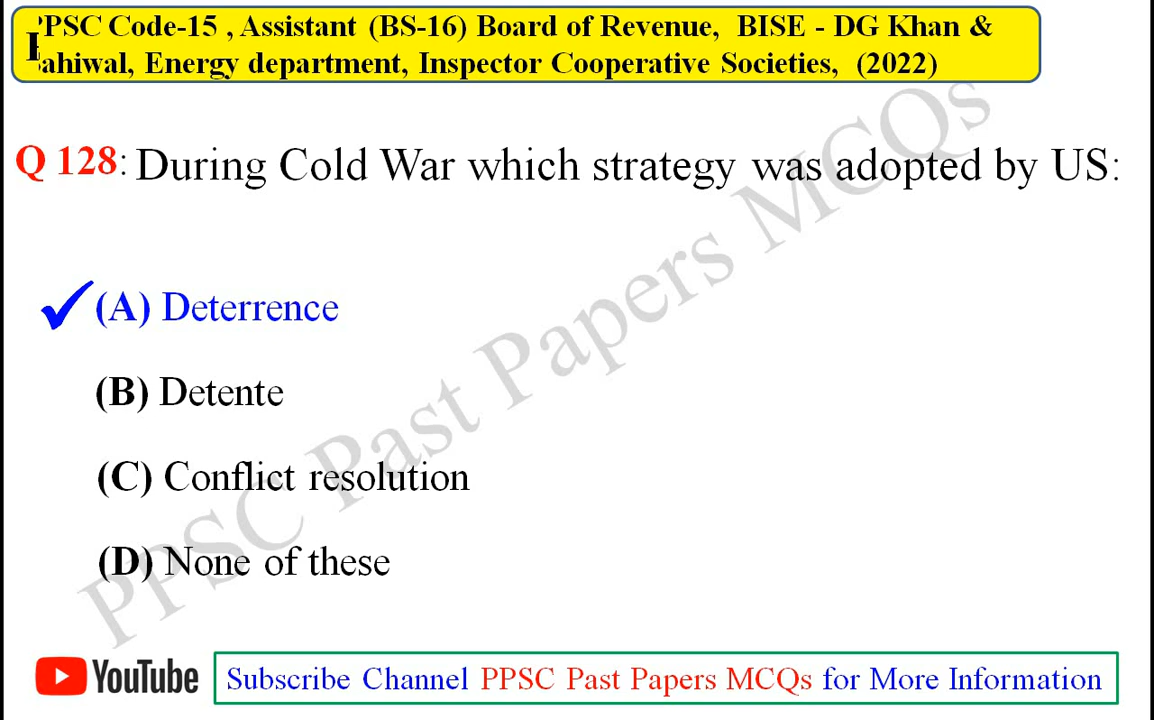 PSC Code-15 , Assistant (BS-16) Board of Revenue, BISE - DG Khan &
ahiwal, Energy department, Inspector Cooperative Societies, (2022)
Q 128: During Cold War which strategy was adopted by US:
(A) Deterrence
(B) Detente
(C) Conflict resolution
(D) None of these
PPSC Past Papers MCQs
YouTube
Subscribe Channel PPSC Past Papers MCQs for More Information